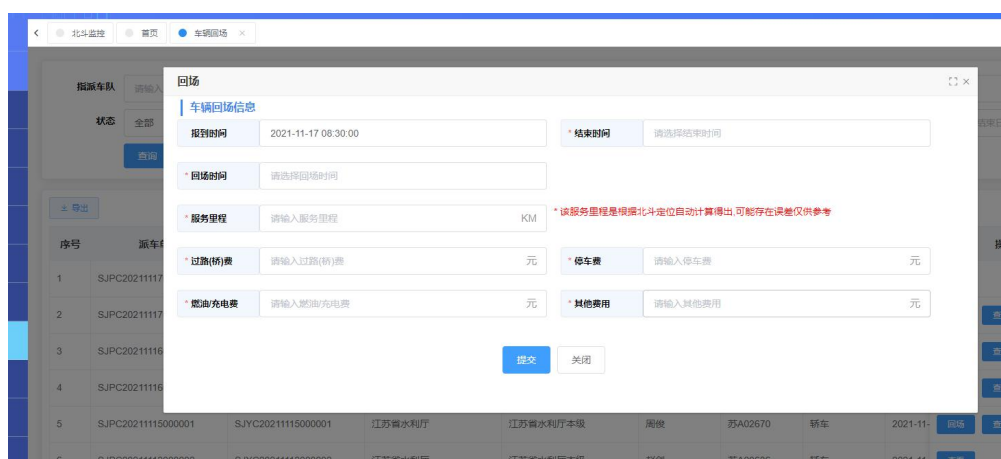 北斗监控 首页 车辆回场 ×
指派车队 请输入
回场
车辆回场信息
报到时间 2021-11-17 08:30:00 * 结束时间 请选择结束时间
状态 全部
查询
* 回场时间 请选择回场时间
导出
* 服务里程 请输入服务里程 KM * 该服务里程是根据北斗定位自动计算得出,可能存在误差仅供参考
序号 派车单
* 过路(桥)费 请输入过路(桥)费 元 * 停车费 请输入停车费 元
1 SJPC20211117
* 燃油/充电费 请输入燃油/充电费 元 * 其他费用 请输入其他费用 元
2 SJPC20211117 查
3 SJPC20211116 查
提交 关闭
4 SJPC20211116 查
5 SJPC20211115000001 SJYC20211115000001 江苏省水利厅 江苏省水利厅本级 周俊 苏A02670 轿车 2021-11- 回场 查